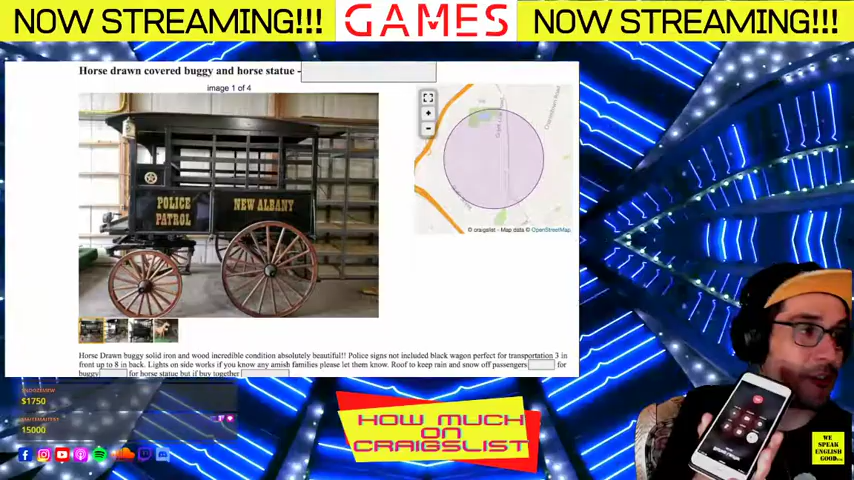 NOW STREAMING!!!
GAMES
NOW STREAMING!!!
Horse drawn covered buggy and horse statue -
image 1 of 4
POLICE
PATROL
NEW ALBANY
+
−
© craigslist - Map data © OpenStreetMap
Horse Drawn buggy solid iron and wood incredible condition absolutely beautiful!! Police signs not included black wagon perfect for transportation 3 in
front up to 8 in back. Lights on side works if you know any amish families please let them know. Roof to keep rain and snow off passengers for
buggy for horse statue but if buy together
$1750
15000
HOW MUCH
ON
CRAIGSLIST
WE
SPEAK
ENGLISH
GOOD...